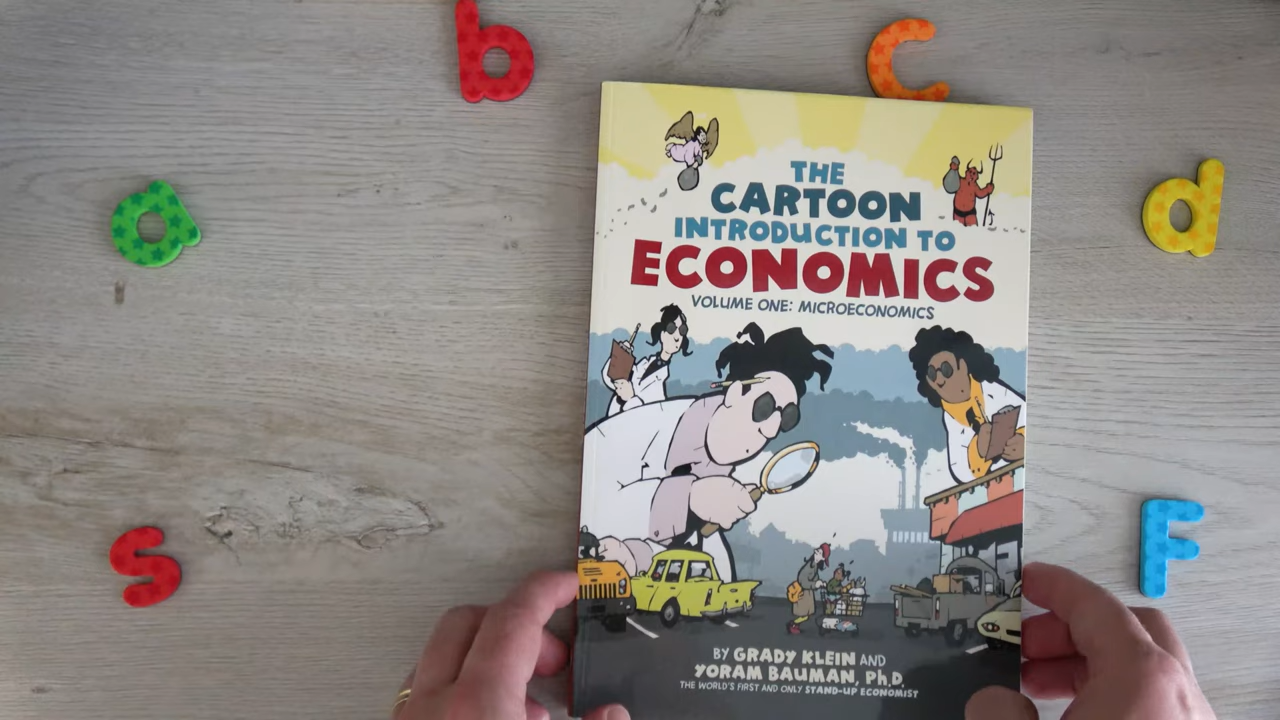 b
c
a
d
THE
CARTOON
INTRODUCTION TO
ECONOMICS
VOLUME ONE: MICROECONOMICS
s
F
BY GRADY KLEIN AND
YORAM BAUMAN, Ph.D.
THE WORLD'S FIRST AND ONLY STAND-UP ECONOMIST